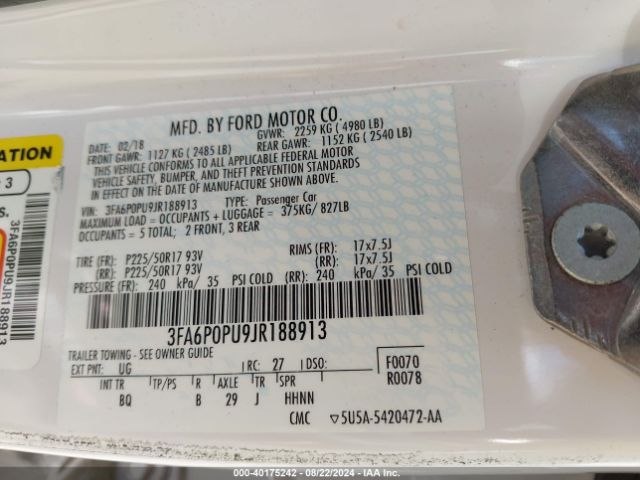 MFD. BY FORD MOTOR CO.
DATE: 02/18 GVWR: 2259 KG ( 4980 LB)
FRONT GAWR: 1127 KG ( 2485 LB) REAR GAWR: 1152 KG ( 2540 LB)
THIS VEHICLE CONFORMS TO ALL APPLICABLE FEDERAL MOTOR
VEHICLE SAFETY, BUMPER, AND THEFT PREVENTION STANDARDS
IN EFFECT ON THE DATE OF MANUFACTURE SHOWN ABOVE.
VIN: 3FA6P0PU9JR188913 TYPE: Passenger Car
MAXIMUM LOAD = OCCUPANTS + LUGGAGE = 375KG/ 827LB
OCCUPANTS = 5 TOTAL; 2 FRONT, 3 REAR
TIRE (FR): P225/50R17 93V RIMS (FR): 17x7.5J
(RR): P225/50R17 93V (RR): 17x7.5J
PRESSURE (FR): 240 kPa/ 35 PSI COLD (RR): 240 kPa/ 35 PSI COLD
3FA6P0PU9JR188913
TRAILER TOWING - SEE OWNER GUIDE
EXT PNT: UG RC: 27 DSO: F0070
R0078
INT TR TP/PS R AXLE TR SPR
BQ B 29 J HHNN
CMC ▽5U5A-5420472-AA
ATION
3
s.
3FA6P0PU9JR188913
000-40175242 - 08/22/2024 - IAA Inc.